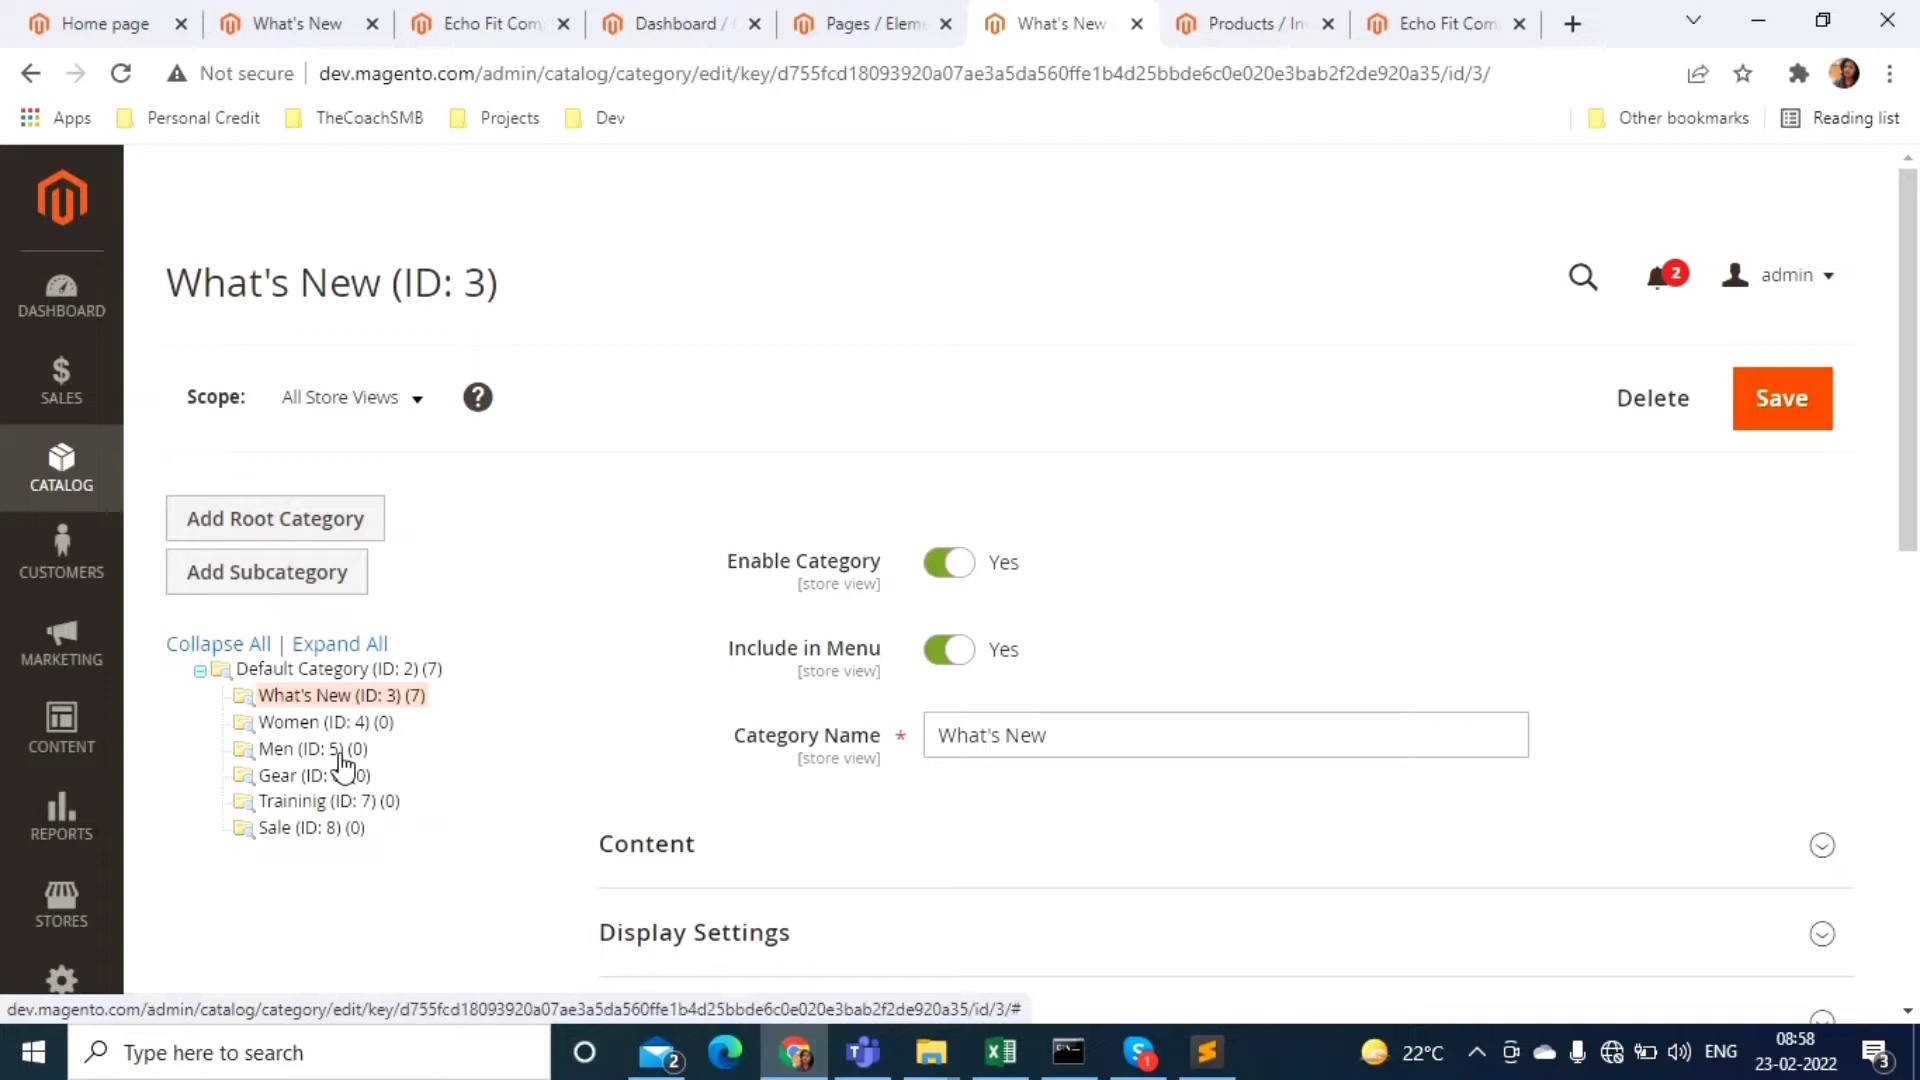 Home page
What's New
Echo Fit Com
Dashboard /
Pages / Eleme
What's New
Products / In
Echo Fit Com
Not secure
dev.magento.com/admin/catalog/category/edit/key/d755fcd18093920a07ae3a5da560ffe1b4d25bbde6c0e020e3bab2f2de920a35/id/3/
Apps
Personal Credit
TheCoachSMB
Projects
Dev
Other bookmarks
Reading list
DASHBOARD
SALES
CATALOG
CUSTOMERS
MARKETING
CONTENT
REPORTS
STORES
What's New (ID: 3)
2
admin
Scope:
All Store Views
?
Delete
Save
Add Root Category
Add Subcategory
Collapse All | Expand All
Default Category (ID: 2) (7)
What's New (ID: 3) (7)
Women (ID: 4) (0)
Men (ID: 5) (0)
Gear (ID: 0)
Traininig (ID: 7) (0)
Sale (ID: 8) (0)
Enable Category
[store view]
Yes
Include in Menu
[store view]
Yes
Category Name *
[store view]
What's New
Content
Display Settings
dev.magento.com/admin/catalog/category/edit/key/d755fcd18093920a07ae3a5da560ffe1b4d25bbde6c0e020e3bab2f2de920a35/id/3/#
Type here to search
2
1
22°C
ENG
08:58
23-02-2022
3